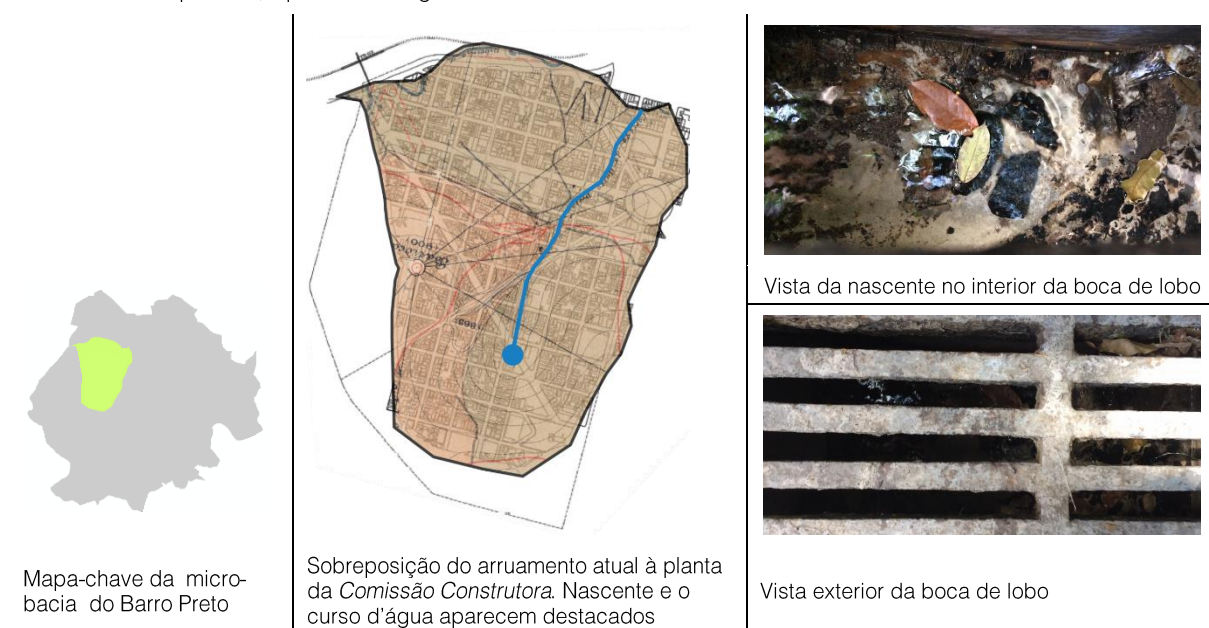 Mapa-chave da micro-
bacia do Barro Preto
Sobreposição do arruamento atual à planta
da Comissão Construtora. Nascente e o
curso d'água aparecem destacados
Vista da nascente no interior da boca de lobo
Vista exterior da boca de lobo